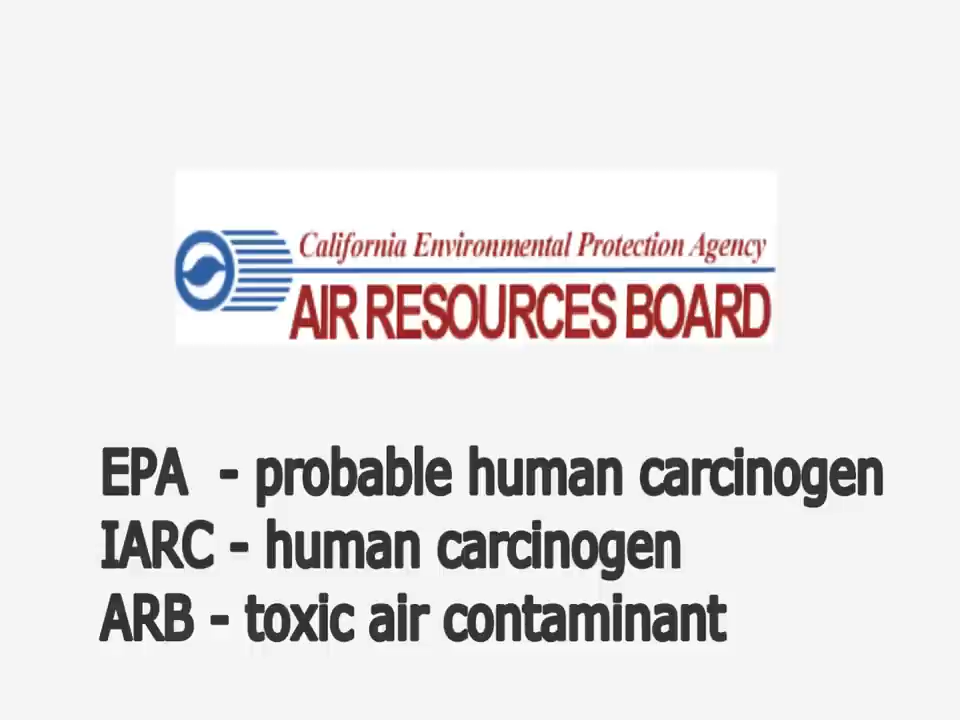 California Environmental Protection Agency
AIR RESOURCES BOARD
EPA - probable human carcinogen
IARC - human carcinogen
ARB - toxic air contaminant